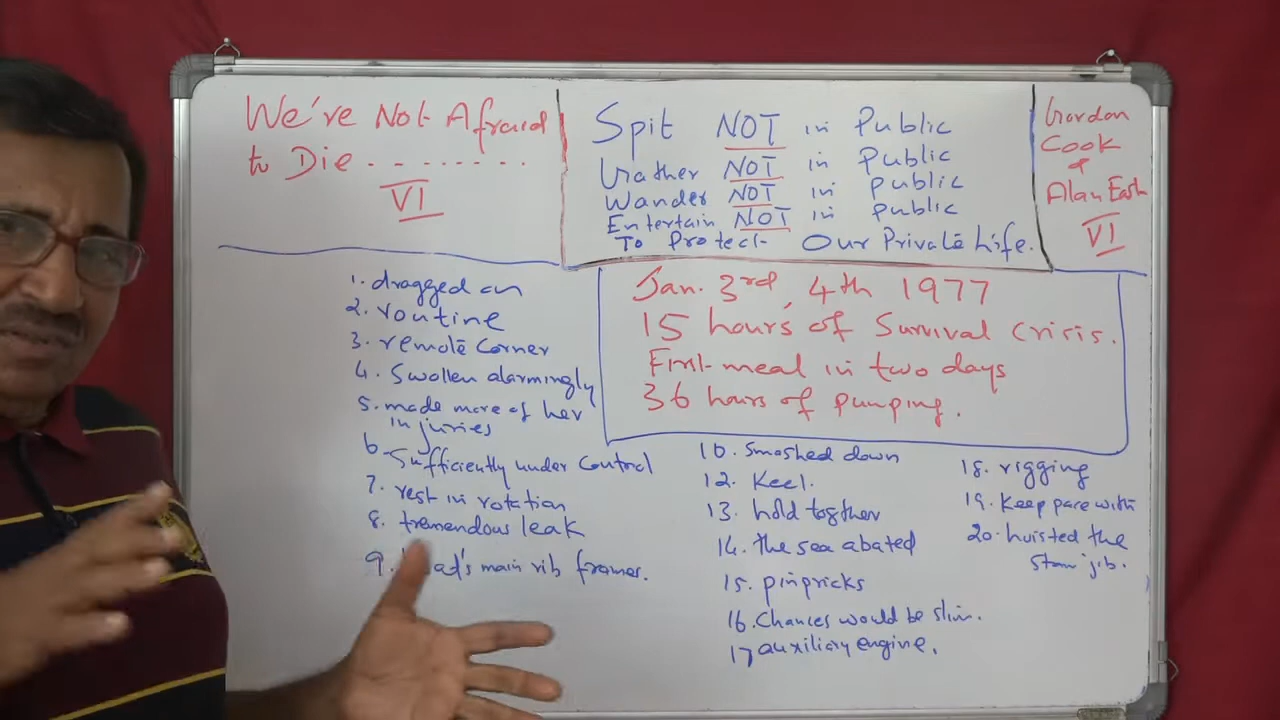 We're Not Afraid
to Die - - - - - - - -
VI
Spit NOT in Public
Gather NOT in Public
Wander NOT in Public
Entertain NOT in Public
To Protect Our Private Life.
Gordon
Cook
&
Alan East
VI
Jan. 3rd, 4th 1977
15 hours of Survival Crisis.
First meal in two days
36 hours of pumping.
1. dragged on
2. routine
3. remote Corner
4. Swollen alarmingly
5. made more of her
injuries
6. Sufficiently under Control
7. rest in rotation
8. tremendous leak
9. main rib frames.
10. Smashed down
12. Keel.
13. hold together
14. the sea abated
15. pinpricks
16. Chances would be slim.
17 auxiliary engine.
18. rigging
19. Keep pace with
20. hoisted the
Storm jib.